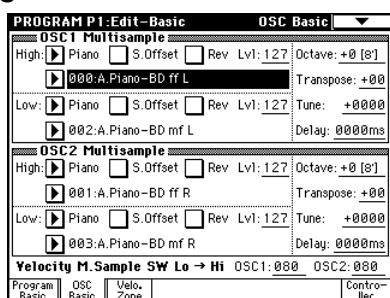 PROGRAM P1:Edit-Basic OSC Basic
OSC1 Multisample
High: Piano S.Offset Rev Lvl: 127 Octave: +0 [8']
000:A.Piano-BD ff L Transpose: +00
Low: Piano S.Offset Rev Lvl: 127 Tune: +0000
002:A.Piano-BD mf L Delay: 0000ms
OSC2 Multisample
High: Piano S.Offset Rev Lvl: 127 Octave: +0 [8']
001:A.Piano-BD ff R Transpose: +00
Low: Piano S.Offset Rev Lvl: 127 Tune: +0000
003:A.Piano-BD mf R Delay: 0000ms
Velocity M.Sample SW Lo → Hi OSC1: 080 OSC2: 080
Program OSC Velo. Contro-
Basic Basic Zone ller